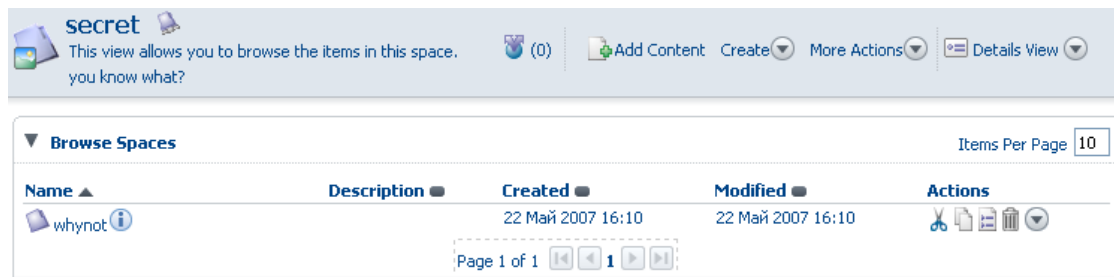 secret
This view allows you to browse the items in this space.
you know what?
(0)
Add Content Create More Actions Details View
Browse Spaces
Items Per Page 10
Name Description Created Modified Actions
whynot 22 Май 2007 16:10 22 Май 2007 16:10
Page 1 of 1 1